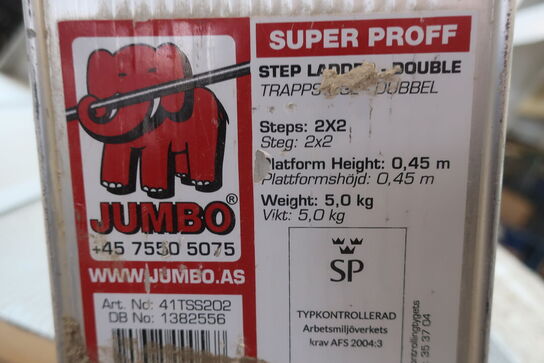 JUMBO®
+45 7550 5075
WWW.JUMBO.AS
Art. No: 41TSS202
DB No: 1382556
SUPER PROFF
STEP - DOUBLE
Steps: 2X2
Steg: 2x2
Platform Height: 0,45 m
Plattformshöjd: 0,45 m
Weight: 5,0 kg
Vikt: 5,0 kg
SP
TYPKONTROLLERAD
Arbetsmiljöverkets
krav AFS 2004:3
35 37 04